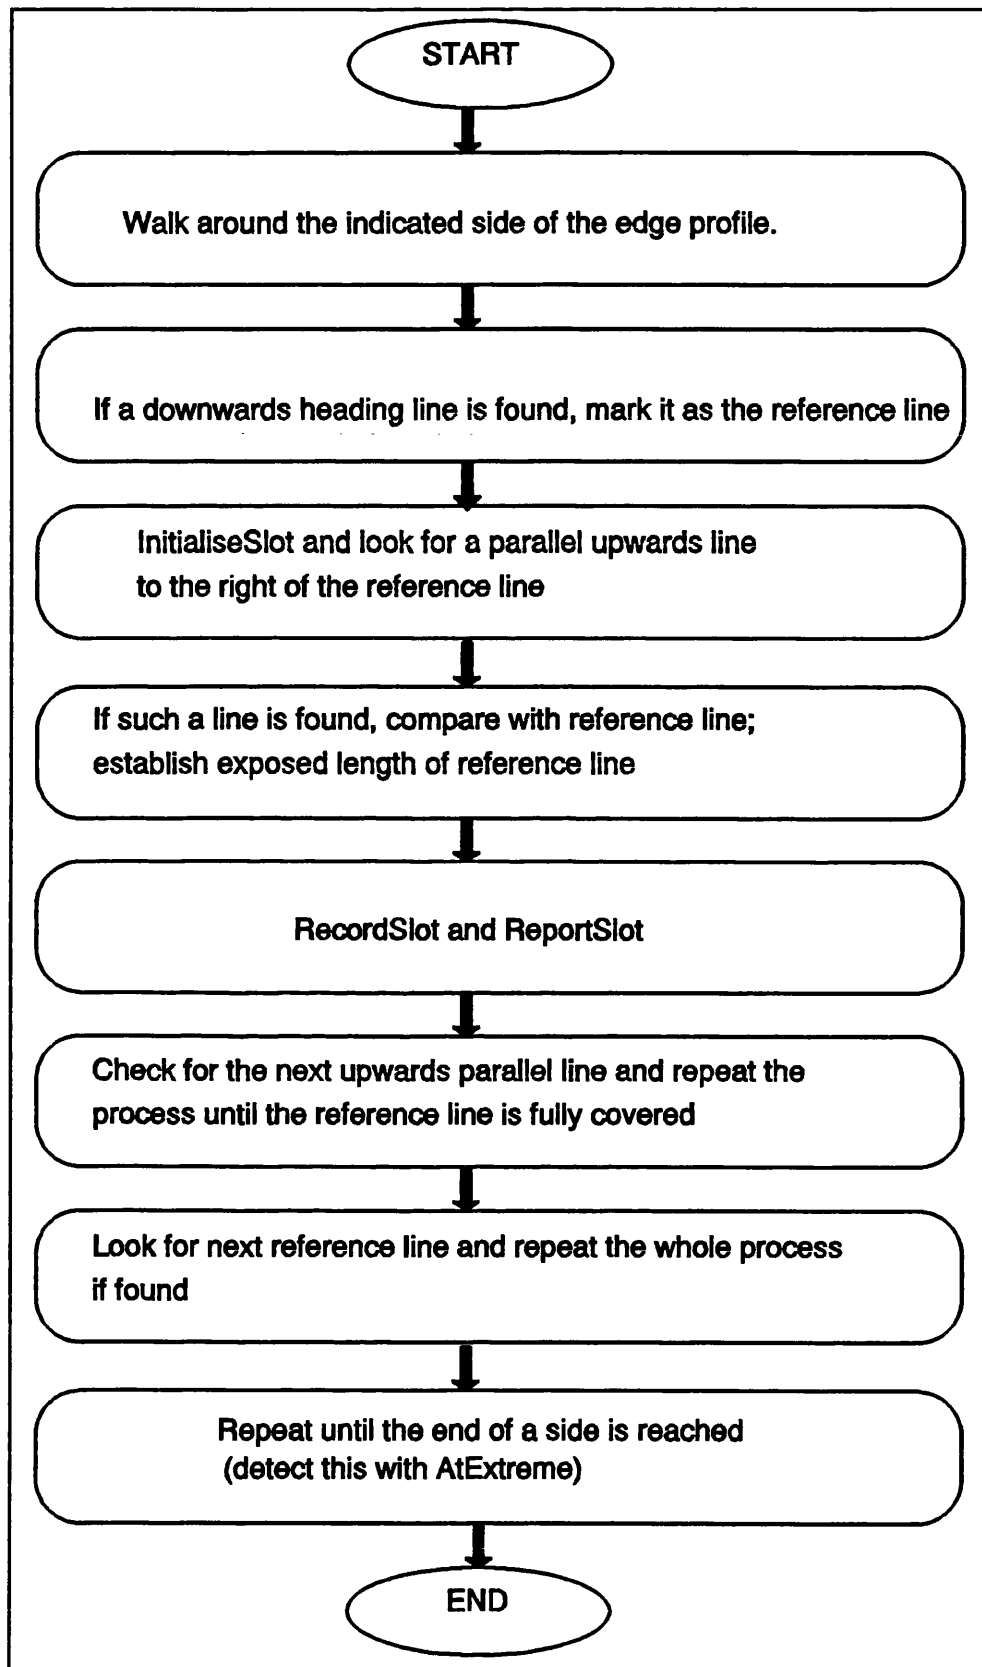 START
Walk around the indicated side of the edge profile.
If a downwards heading line is found, mark it as the reference line
InitialiseSlot and look for a parallel upwards line
to the right of the reference line
If such a line is found, compare with reference line;
establish exposed length of reference line
RecordSlot and ReportSlot
Check for the next upwards parallel line and repeat the
process until the reference line is fully covered
Look for next reference line and repeat the whole process
if found
Repeat until the end of a side is reached
(detect this with AtExtreme)
END